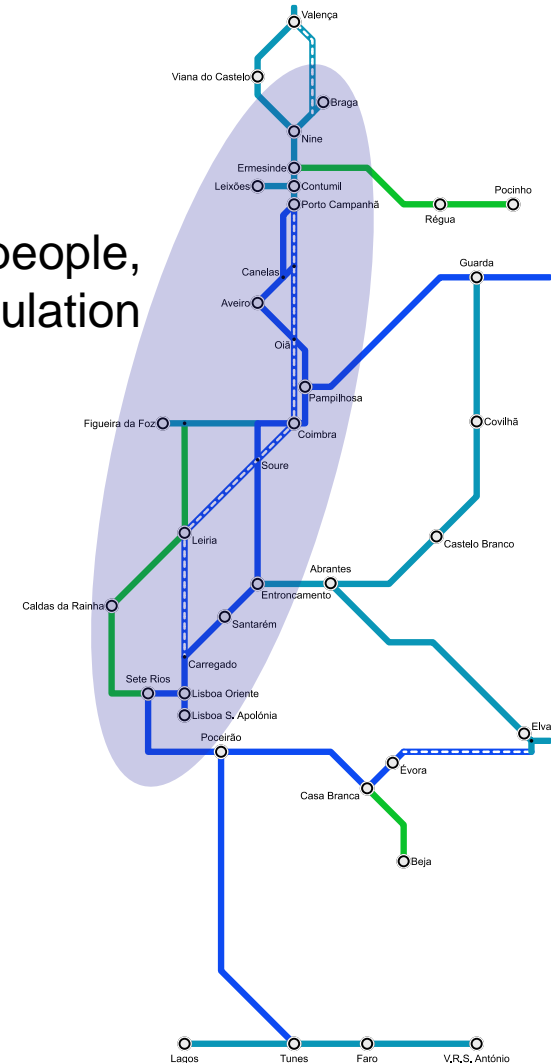 Valença
Viana do Castelo
Braga
Nine
Ermesinde
Leixões
Contumil
Porto Campanhã
Pocinho
Régua
people,
ulation
Canelas
Guarda
Aveiro
Oiã
Pampilhosa
Figueira da Foz
Coimbra
Covilhã
Soure
Leiria
Castelo Branco
Abrantes
Entroncamento
Caldas da Rainha
Santarém
Carregado
Sete Rios
Lisboa Oriente
Lisboa S. Apolónia
Elva
Poceirão
Évora
Casa Branca
Beja
Lagos
Tunes
Faro
V.R.S. António